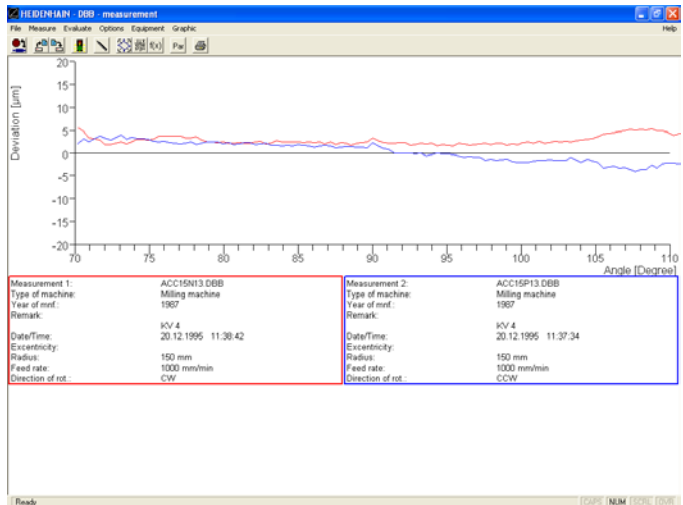 HEIDENHAIN - DBB - measurement
File Measure Evaluate Options Equipment Graphic Help
f(x) Par
Deviation [µm]
20
15
10
5
0
-5
-10
-15
-20
70 75 80 85 90 95 100 105 110
Angle [Degree]
Measurement 1: ACC15N13.DBB
Type of machine: Milling machine
Year of mnf.: 1987
Remark:
KV 4
Date/Time: 20.12.1995 11:38:42
Excentricity:
Radius: 150 mm
Feed rate: 1000 mm/min
Direction of rot.: CW
Measurement 2: ACC15P13.DBB
Type of machine: Milling machine
Year of mnf.: 1987
Remark:
KV 4
Date/Time: 20.12.1995 11:37:34
Excentricity:
Radius: 150 mm
Feed rate: 1000 mm/min
Direction of rot.: CCW
Ready CAPS NUM SCRL OVR